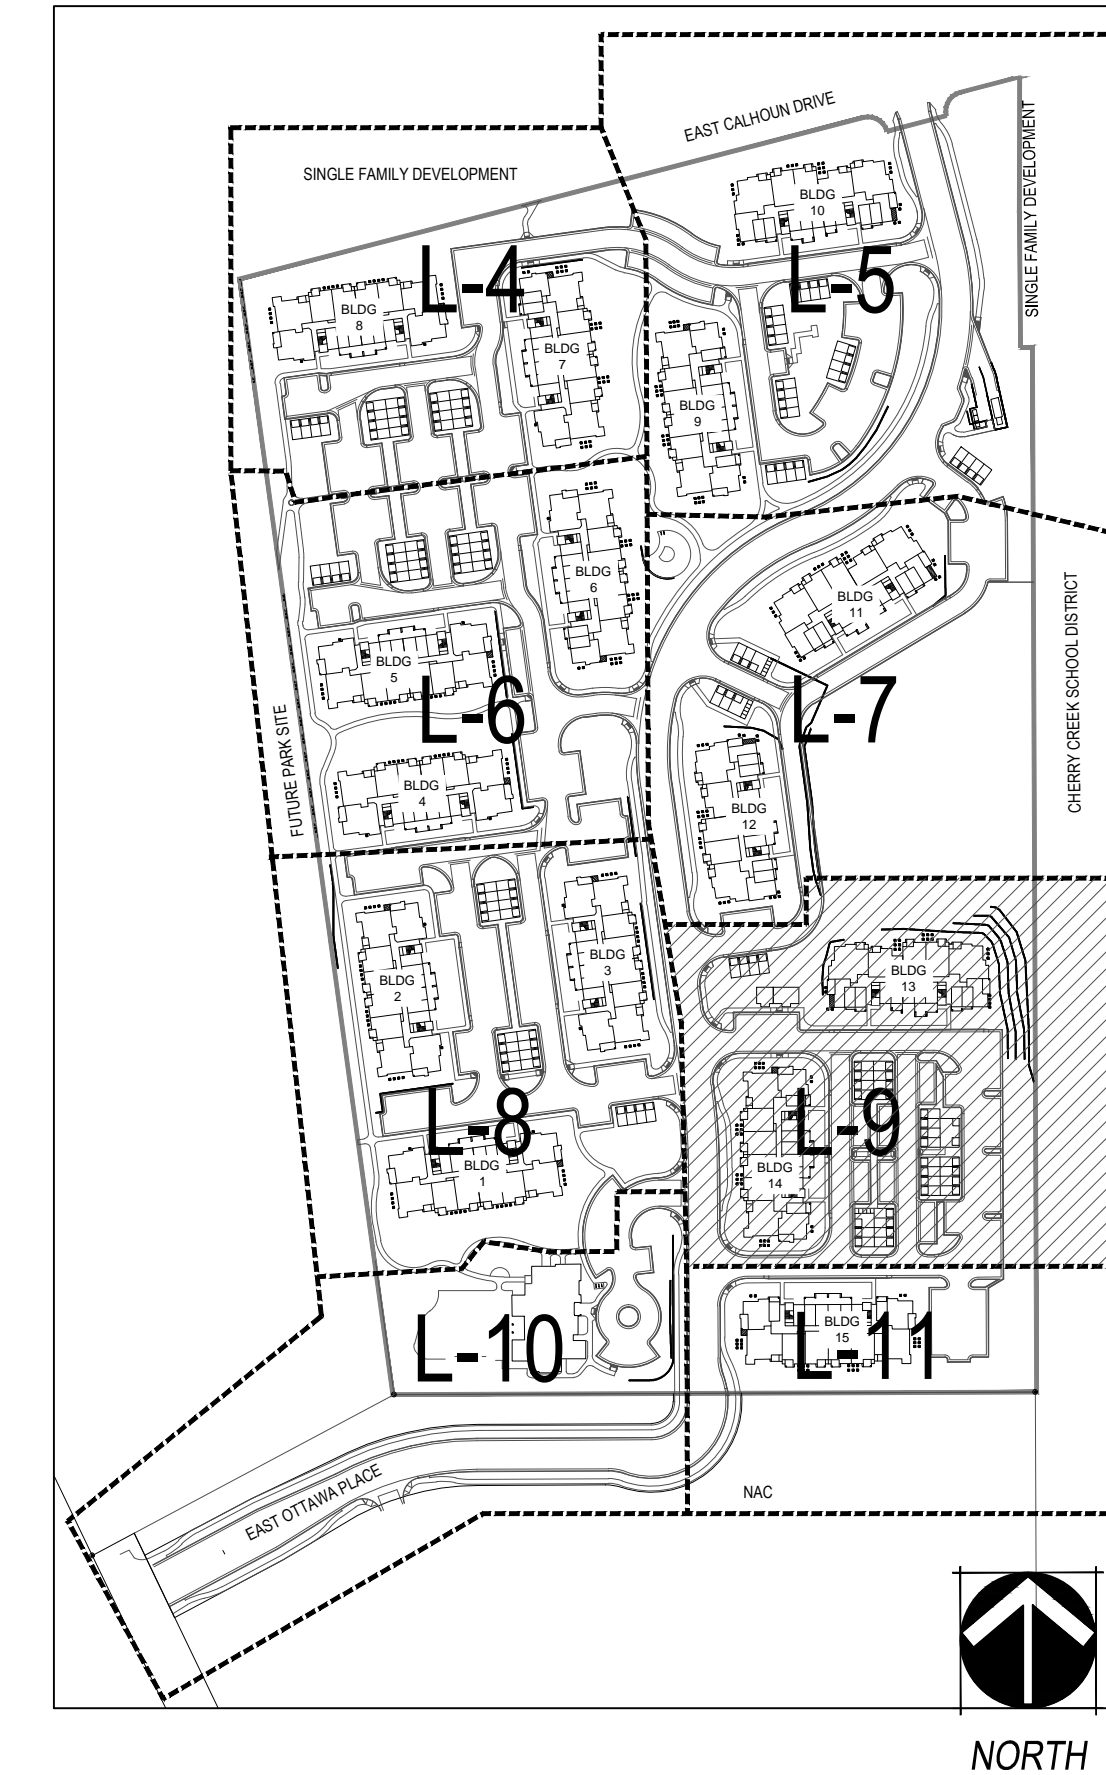 EAST CALHOUN DRIVE
SINGLE FAMILY DEVELOPMENT
SINGLE FAMILY DEVELOPMENT
BLDG
10
L-4
L-5
BLDG
8
BLDG
7
BLDG
9
BLDG
6
BLDG
11
CHERRY CREEK SCHOOL DISTRICT
BLDG
5
L-6
L-7
FUTURE PARK SITE
BLDG
4
BLDG
12
BLDG
3
BLDG
13
BLDG
2
L-8
L-9
BLDG
1
BLDG
14
L-10
BLDG
15
L-11
EAST OTTAWA PLACE
NAC
NORTH